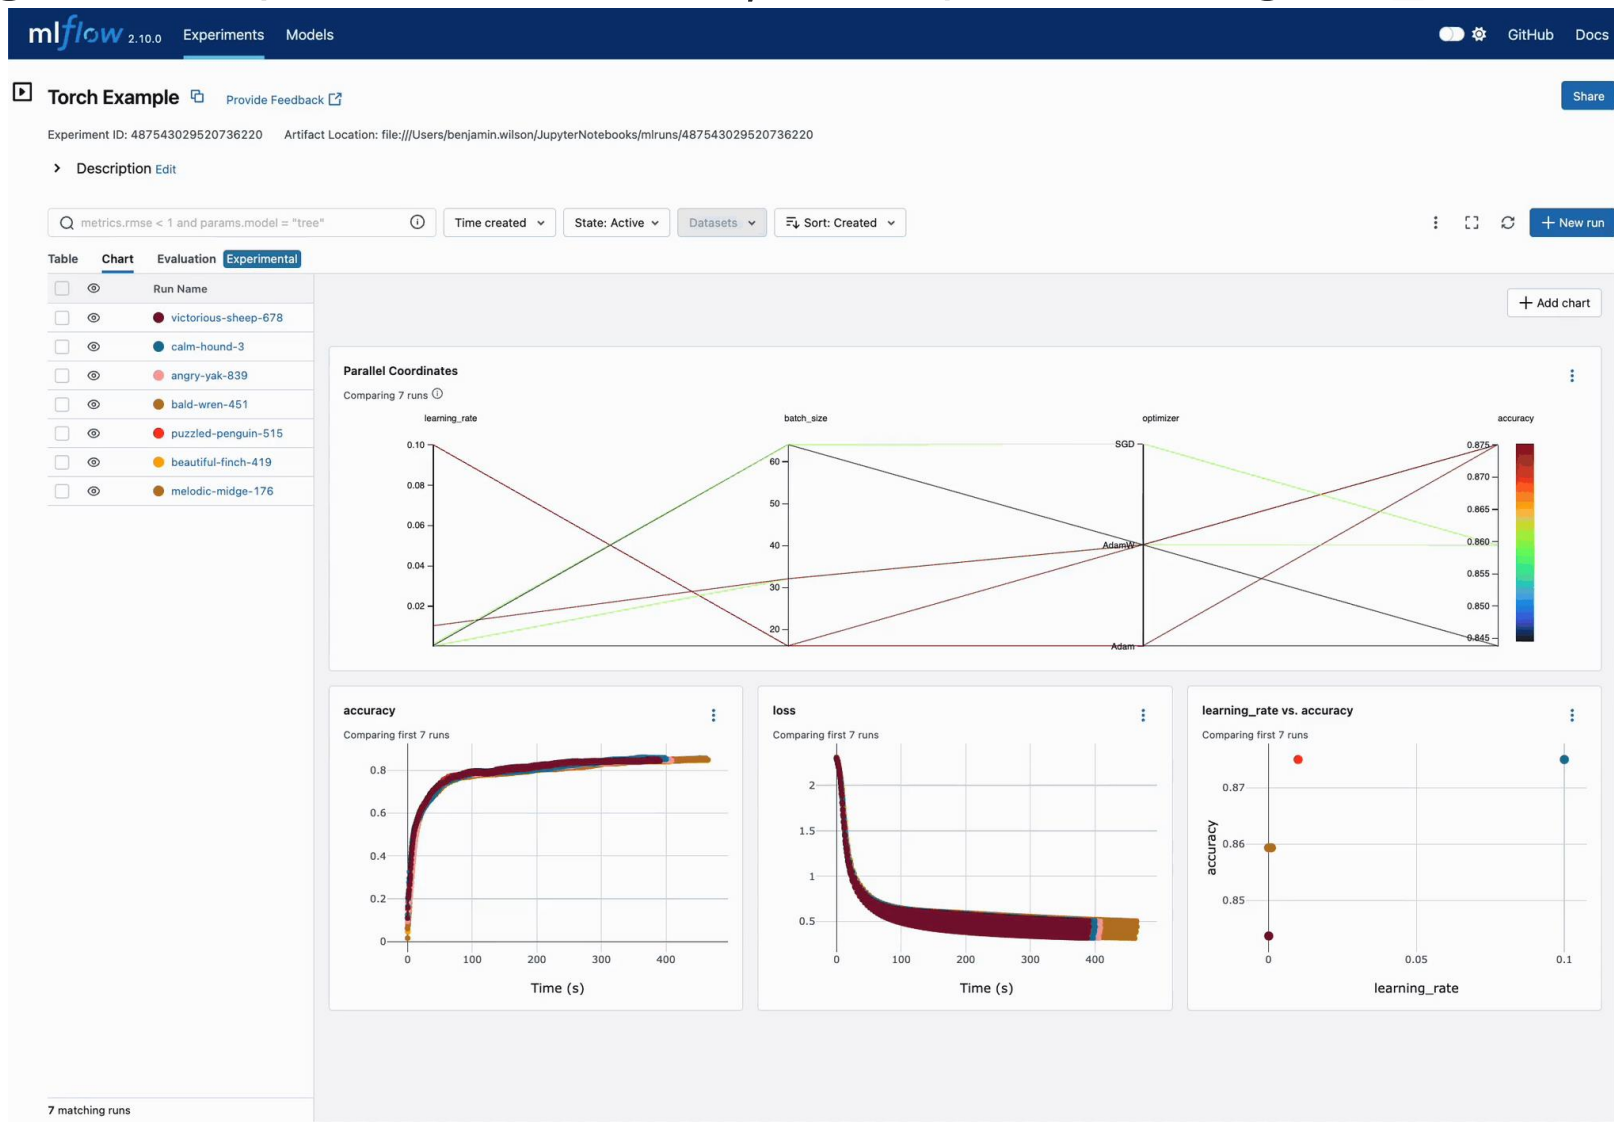 mlflow 2.10.0 Experiments Models GitHub Docs
Torch Example Provide Feedback Share
Experiment ID: 487543029520736220 Artifact Location: file:///Users/benjamin.wilson/JupyterNotebooks/mlruns/487543029520736220
Description Edit
metrics.rmse < 1 and params.model = "tree" Time created State: Active Datasets Sort: Created + New run
Table Chart Evaluation Experimental
Run Name
+ Add chart
victorious-sheep-678
calm-hound-3
angry-yak-839
bald-wren-451
puzzled-penguin-515
beautiful-finch-419
melodic-midge-176
7 matching runs
Parallel Coordinates
Comparing 7 runs
learning_rate batch_size optimizer accuracy
0.10
0.08
0.06
0.04
0.02
60
50
40
30
20
SGD
AdamW
Adam
0.875
0.870
0.865
0.860
0.855
0.850
0.845
accuracy
Comparing first 7 runs
0.8
0.6
0.4
0.2
0
0 100 200 300 400
Time (s)
loss
Comparing first 7 runs
2
1.5
1
0.5
0 100 200 300 400
Time (s)
learning_rate vs. accuracy
Comparing first 7 runs
accuracy
0.87
0.86
0.85
0 0.05 0.1
learning_rate